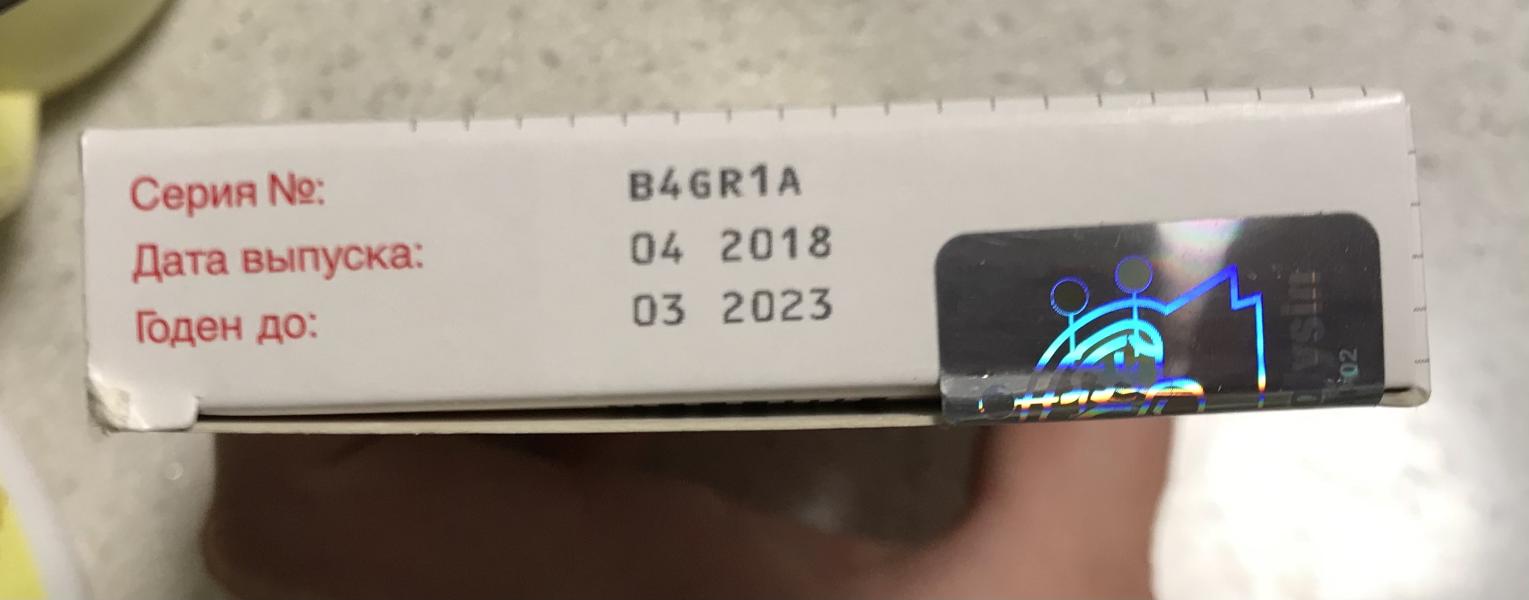 Серия №: B4GR1A
Дата выпуска: 04 2018
Годен до: 03 2023